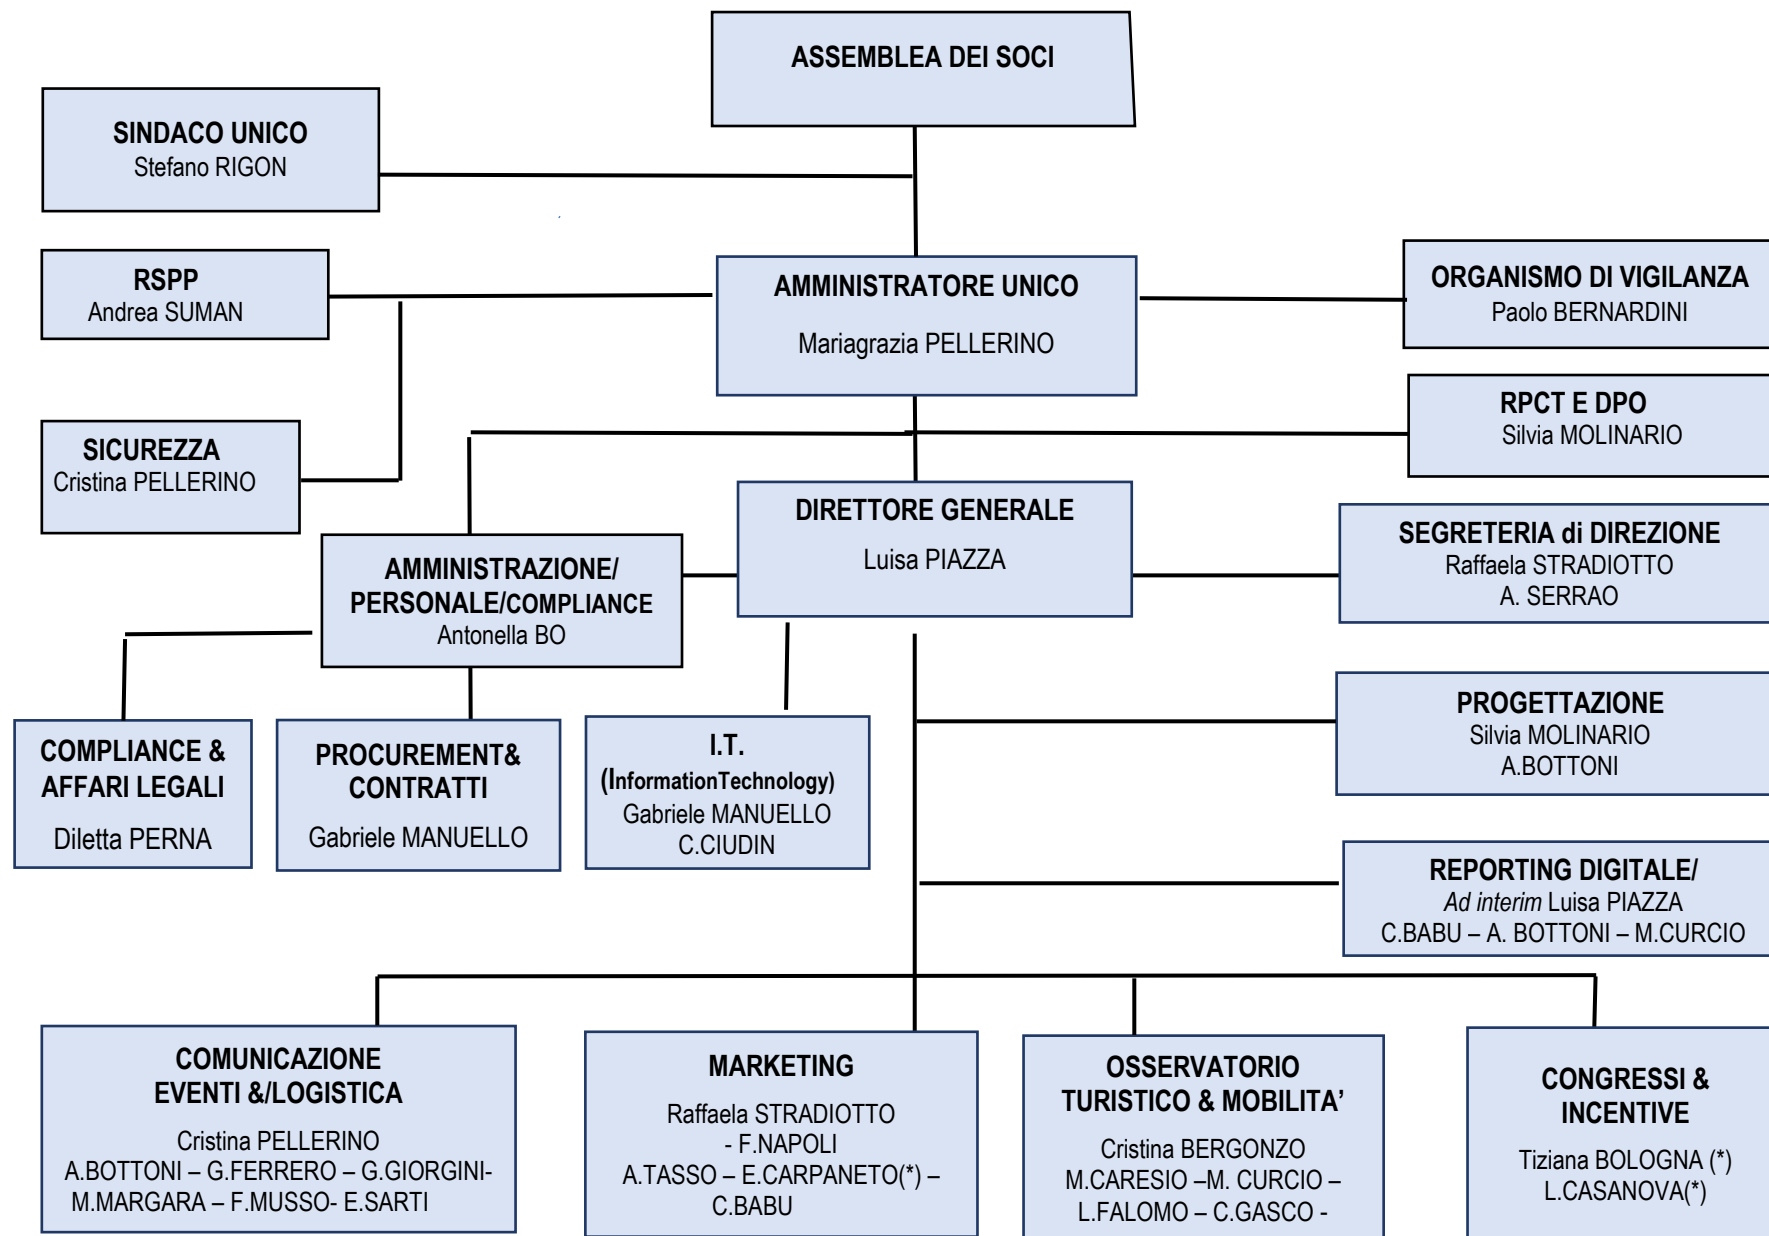 ASSEMBLEA DEI SOCI
SINDACO UNICO
Stefano RIGON
RSPP
Andrea SUMAN
AMMINISTRATORE UNICO
Mariagrazia PELLERINO
ORGANISMO DI VIGILANZA
Paolo BERNARDINI
RPCT E DPO
Silvia MOLINARIO
SICUREZZA
Cristina PELLERINO
DIRETTORE GENERALE
Luisa PIAZZA
SEGRETERIA di DIREZIONE
Raffaela STRADIOTTO
A. SERRAO
AMMINISTRAZIONE/
PERSONALE/COMPLIANCE
Antonella BO
PROGETTAZIONE
Silvia MOLINARIO
A.BOTTONI
COMPLIANCE &
AFFARI LEGALI
Diletta PERNA
PROCUREMENT&
CONTRATTI
Gabriele MANUELLO
I.T.
(InformationTechnology)
Gabriele MANUELLO
C.CIUDIN
REPORTING DIGITALE/
Ad interim Luisa PIAZZA
C.BABU – A. BOTTONI – M.CURCIO
COMUNICAZIONE
EVENTI &/LOGISTICA
Cristina PELLERINO
A.BOTTONI – G.FERRERO – G.GIORGINI-
M.MARGARA – F.MUSSO- E.SARTI
MARKETING
Raffaela STRADIOTTO
- F.NAPOLI
A.TASSO – E.CARPANETO(*) –
C.BABU
OSSERVATORIO
TURISTICO & MOBILITA’
Cristina BERGONZO
M.CARESIO –M. CURCIO –
L.FALOMO – C.GASCO -
CONGRESSI &
INCENTIVE
Tiziana BOLOGNA (*)
L.CASANOVA(*)